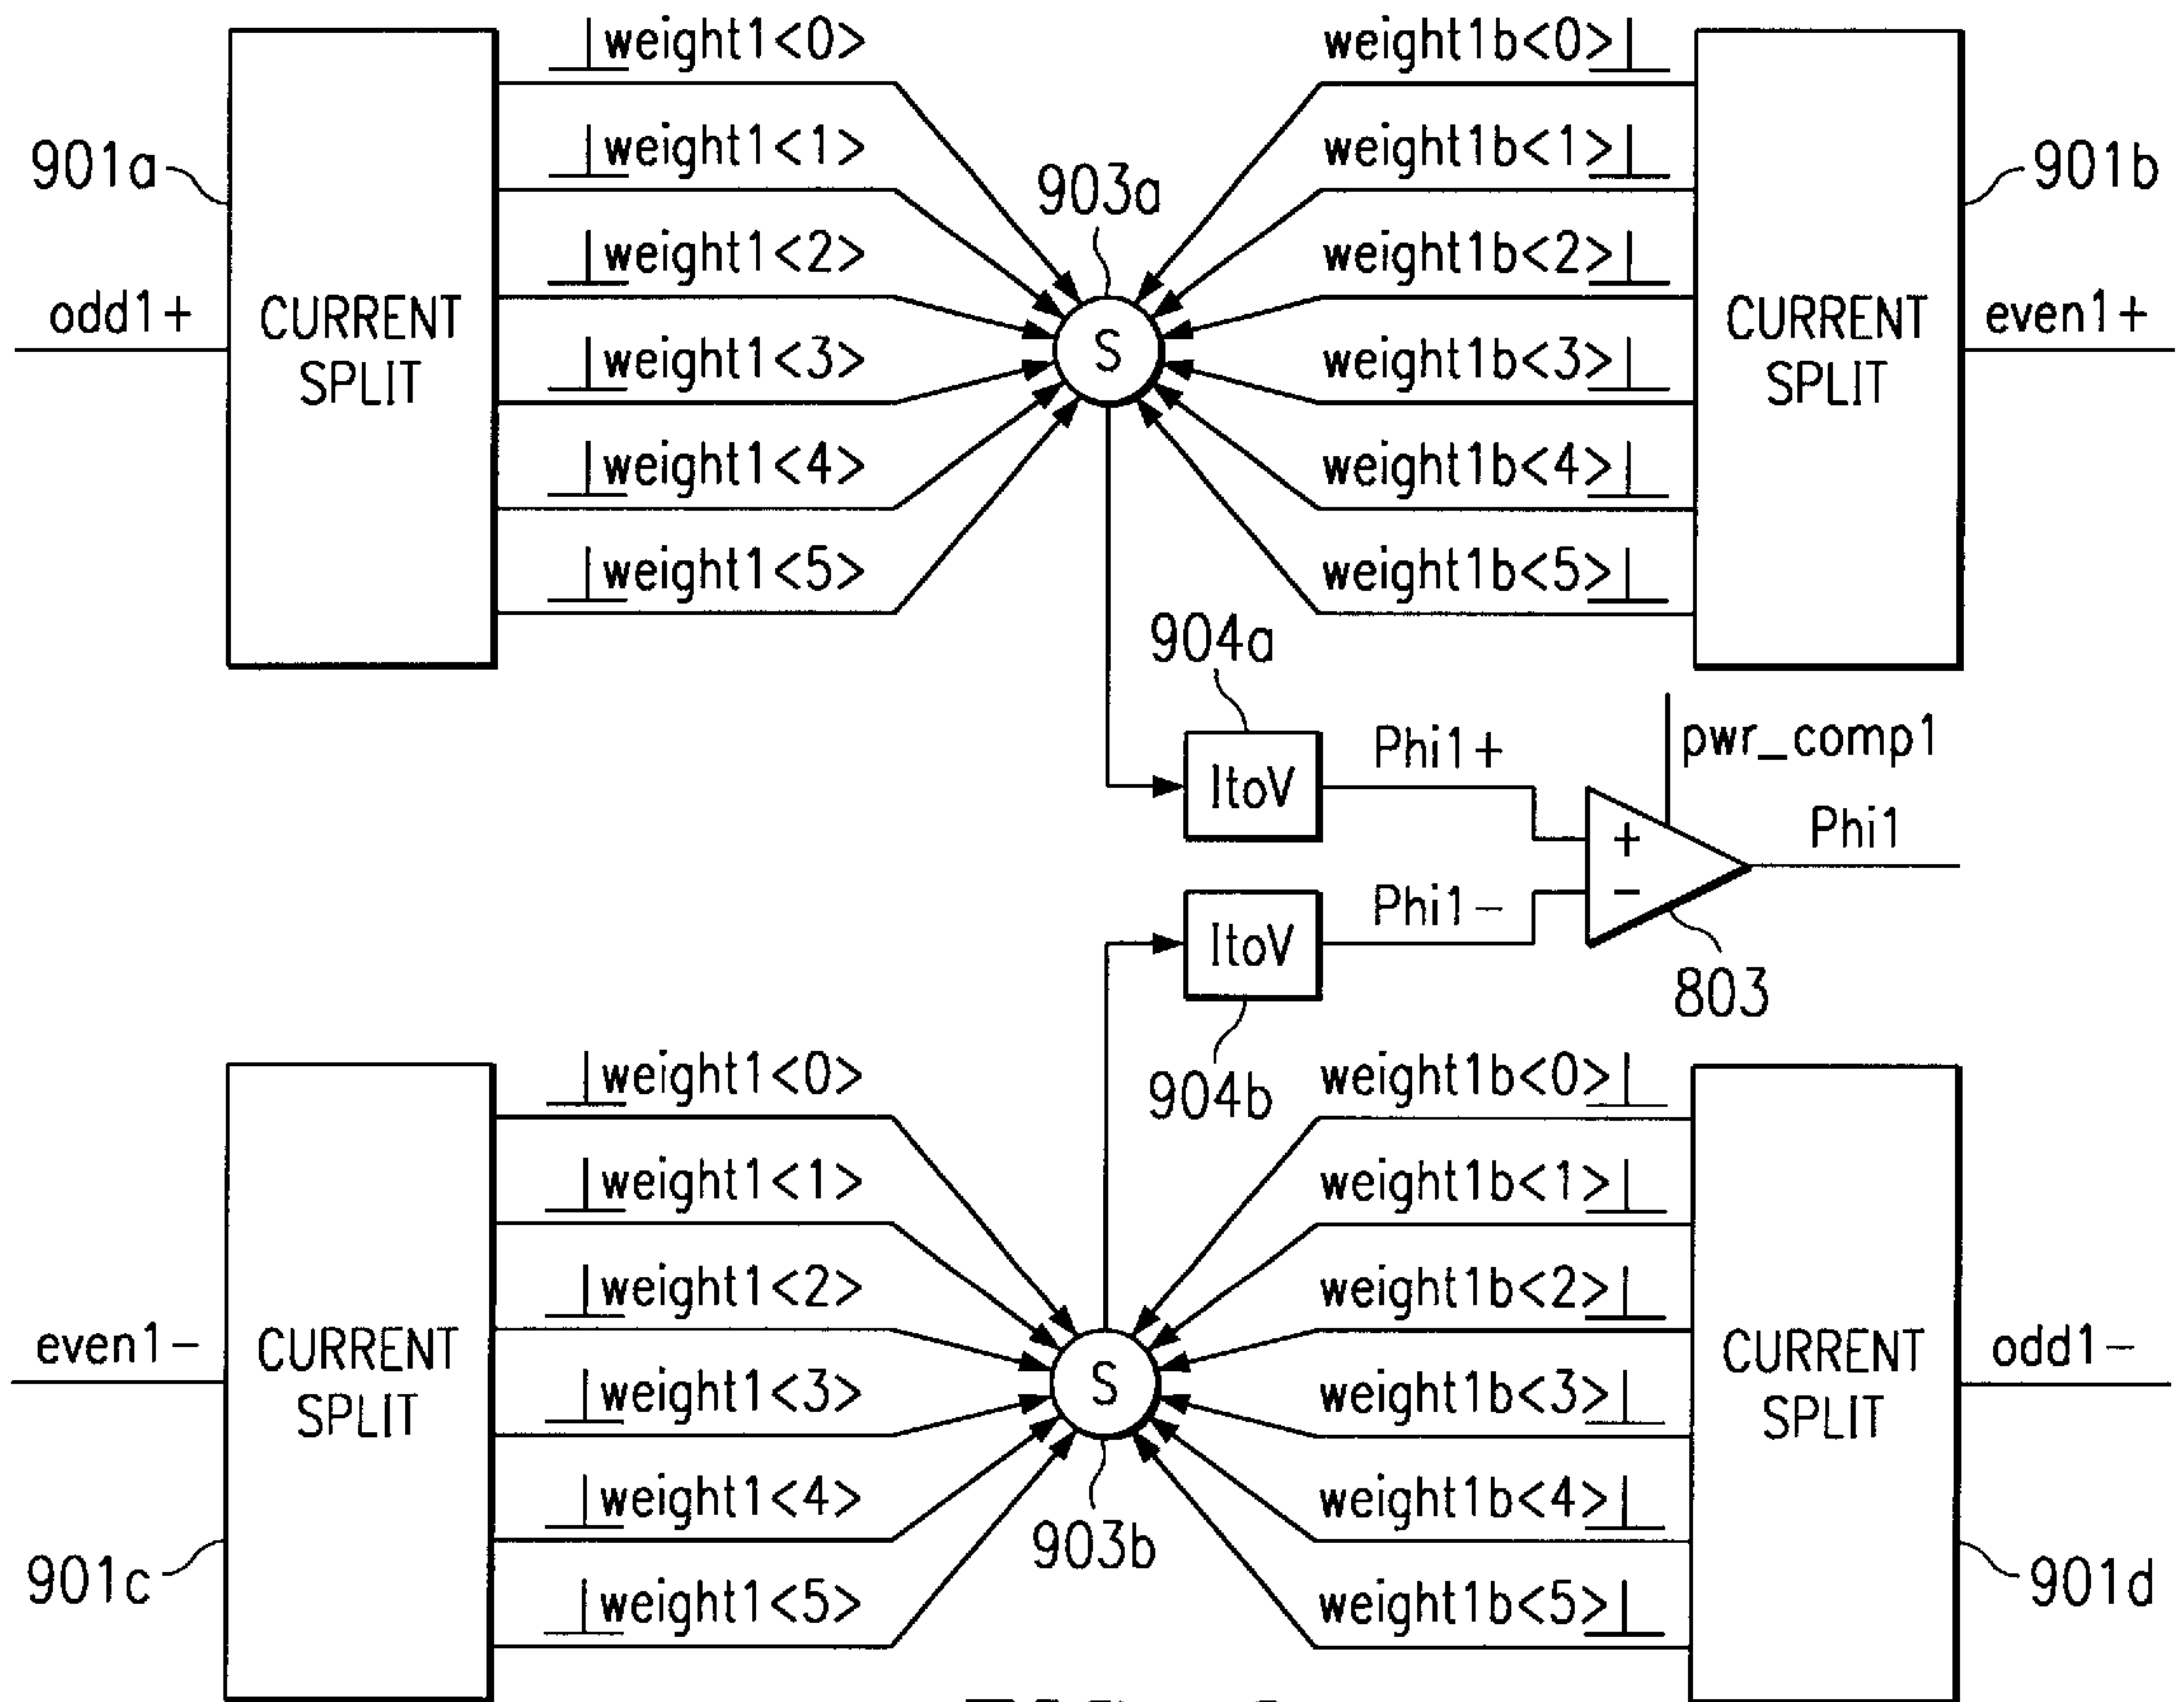 weight1<0>
weight1b<0>
weight1<1>
weight1b<1>
901a
901b
903a
weight1<2>
weight1b<2>
odd1+
CURRENT
SPLIT
CURRENT
SPLIT
even1+
S
weight1<3>
weight1b<3>
weight1<4>
weight1b<4>
weight1<5>
weight1b<5>
904a
pwr_comp1
Phi1+
ItoV
+
Phi1
−
Phi1-
ItoV
803
904b
weight1<0>
weight1b<0>
weight1<1>
weight1b<1>
weight1<2>
weight1b<2>
even1-
CURRENT
SPLIT
CURRENT
SPLIT
odd1-
S
weight1<3>
weight1b<3>
weight1<4>
weight1b<4>
903b
901c
901d
weight1<5>
weight1b<5>